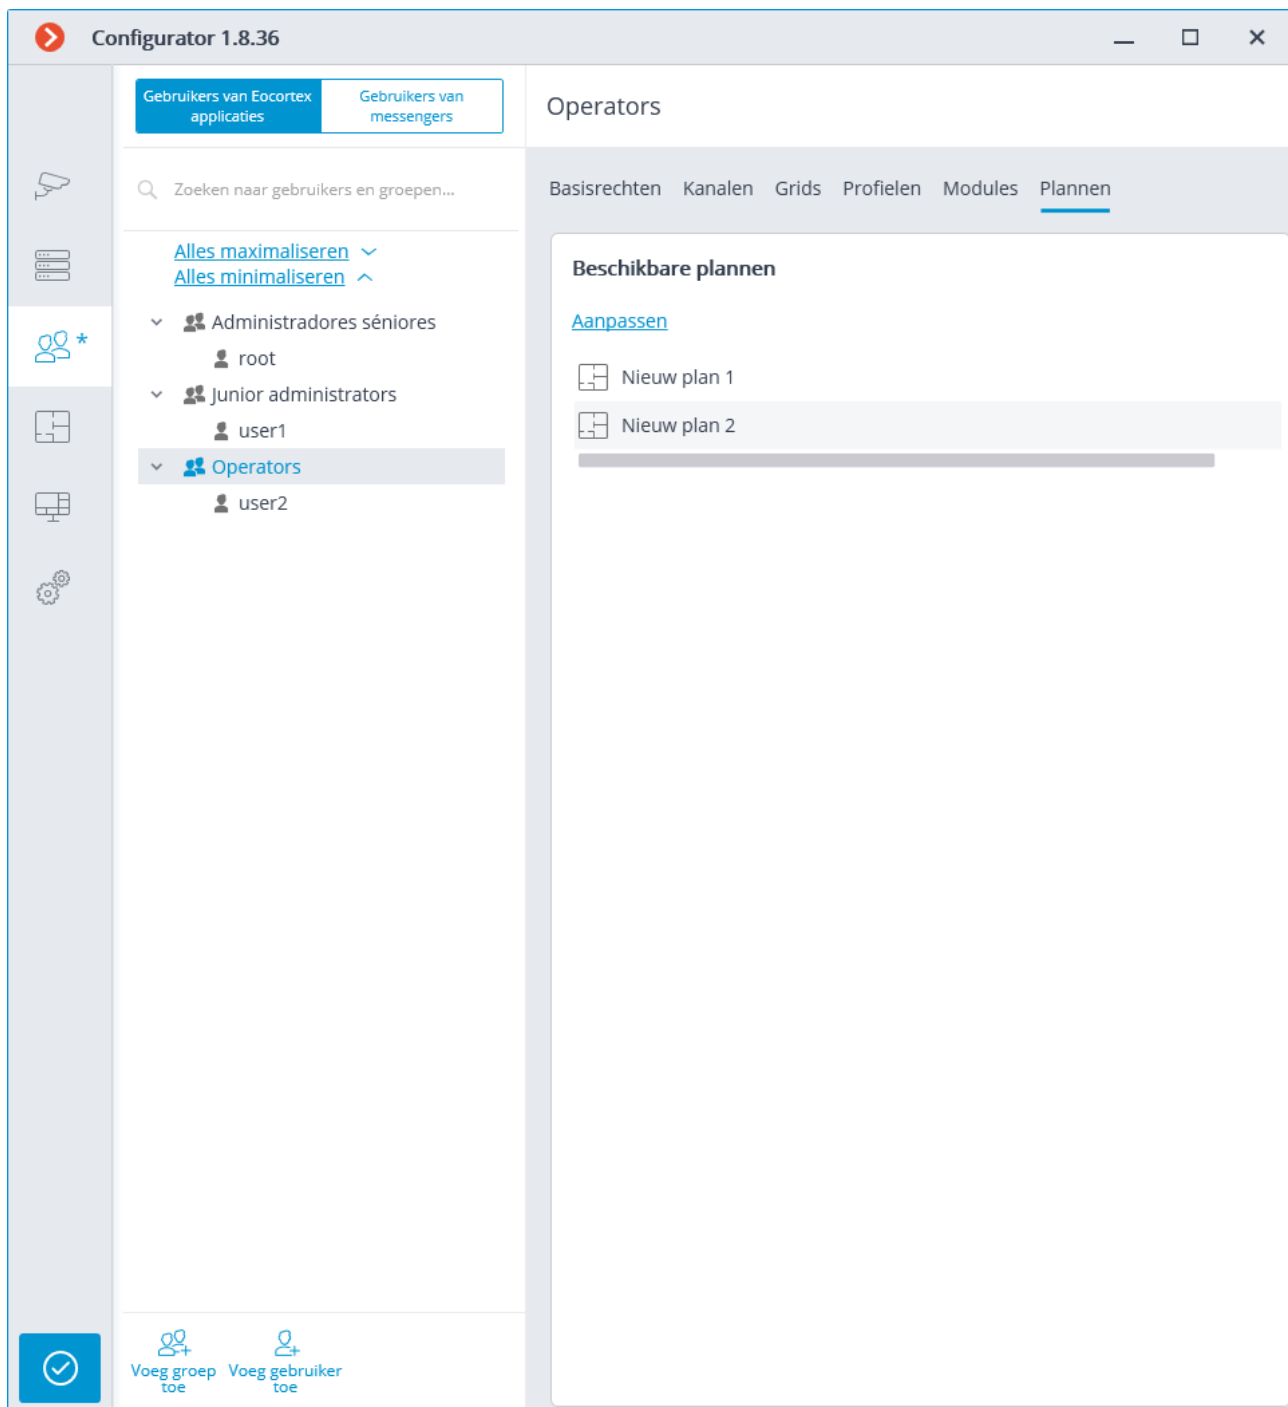 Configurator 1.8.36
Gebruikers van Eocortex
applicaties
Gebruikers van
messengers
Operators
Zoeken naar gebruikers en groepen...
Basisrechten Kanalen Grids Profielen Modules Plannen
Alles maximaliseren
Alles minimaliseren
Administradores séniores
root
Junior administrators
user1
Operators
user2
Beschikbare plannen
Aanpassen
Nieuw plan 1
Nieuw plan 2
Voeg groep
toe
Voeg gebruiker
toe